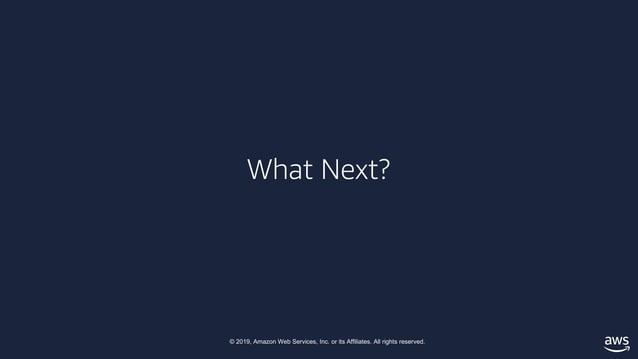 What Next?
© 2019, Amazon Web Services, Inc. or its Affiliates. All rights reserved.
aws